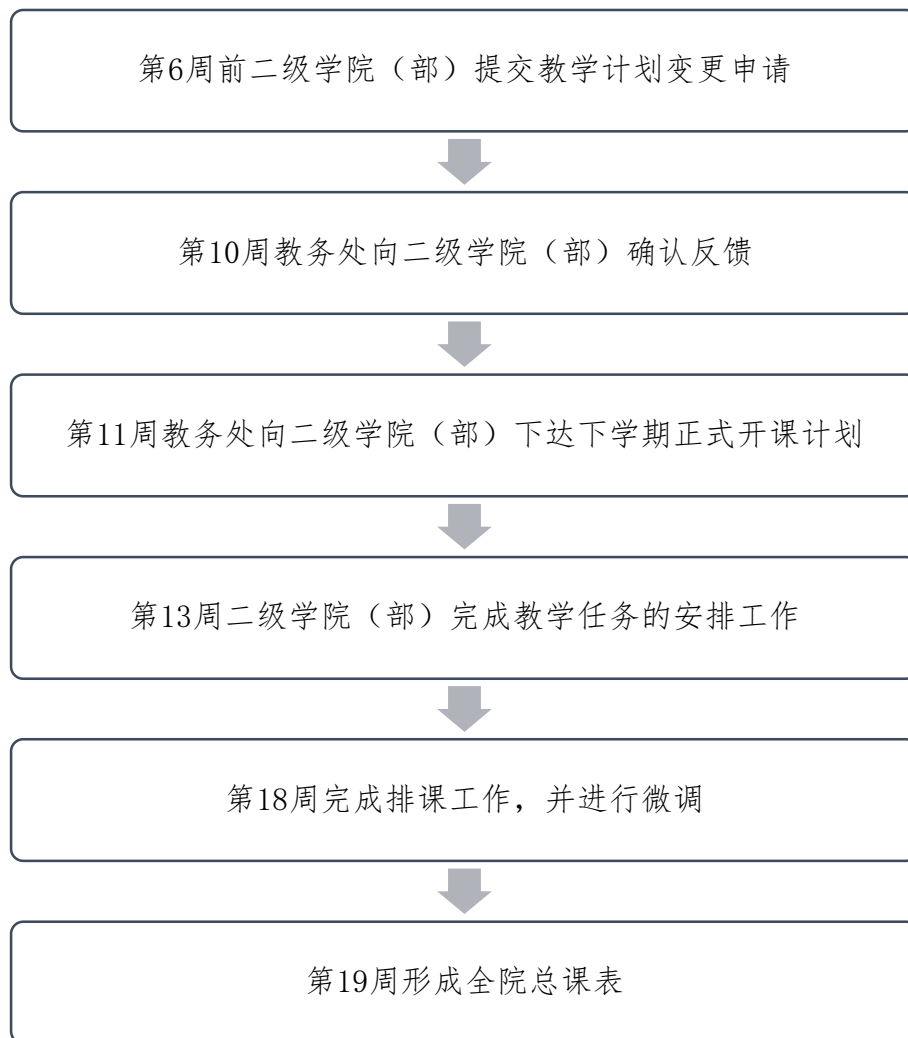 第6周前二级学院（部）提交教学计划变更申请
第10周教务处向二级学院（部）确认反馈
第11周教务处向二级学院（部）下达下学期正式开课计划
第13周二级学院（部）完成教学任务的安排工作
第18周完成排课工作，并进行微调
第19周形成全院总课表